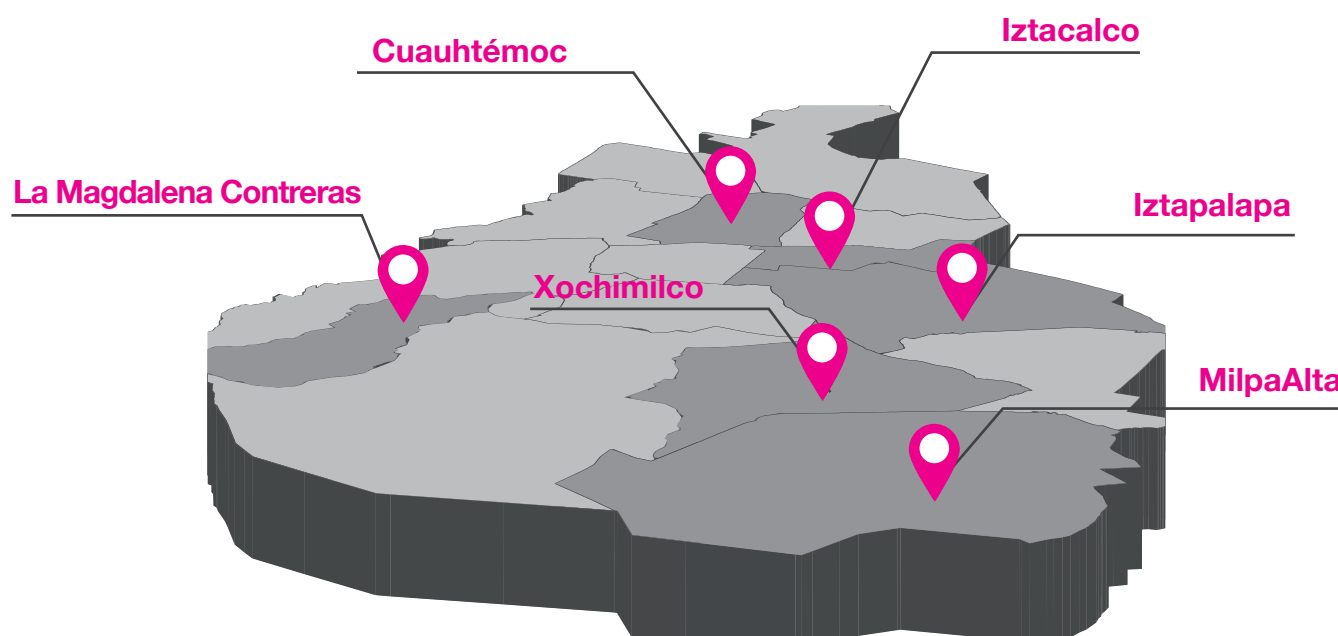 Iztacalco
Cuauhtémoc
La Magdalena Contreras
Iztapalapa
Xochimilco
MilpaAlta